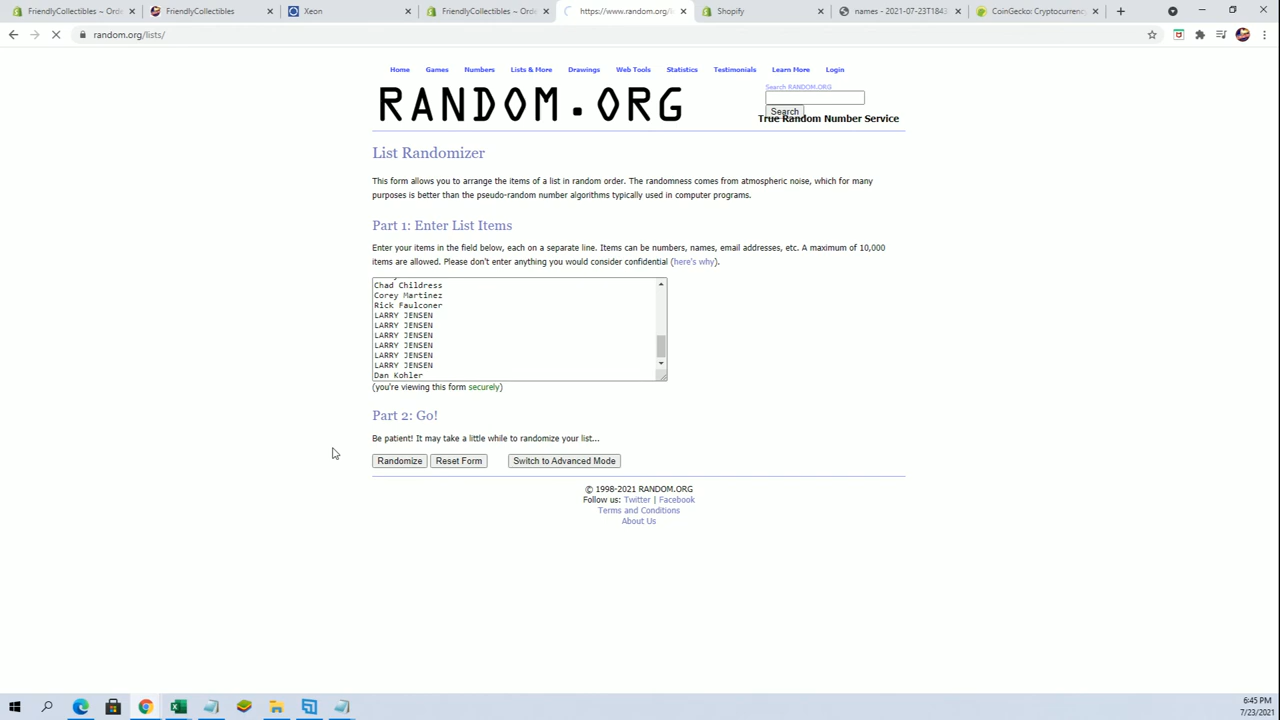 FriendlyCollectibles ~ Orde
FriendlyCollectibles
Xeon
FriendlyCollectibles ~ Orde
https://www.random.org/l
Shopify
names - 2021-07-23T1843
CoinGecko: Cryptocurrency
random.org/lists/
Home Games Numbers Lists & More Drawings Web Tools Statistics Testimonials Learn More Login
Search RANDOM.ORG
RANDOM.ORG
Search
True Random Number Service
List Randomizer
This form allows you to arrange the items of a list in random order. The randomness comes from atmospheric noise, which for many
purposes is better than the pseudo-random number algorithms typically used in computer programs.
Part 1: Enter List Items
Enter your items in the field below, each on a separate line. Items can be numbers, names, email addresses, etc. A maximum of 10,000
items are allowed. Please don't enter anything you would consider confidential (here's why).
Chad Childress
Corey Martinez
Rick Faulconer
LARRY JENSEN
LARRY JENSEN
LARRY JENSEN
LARRY JENSEN
LARRY JENSEN
LARRY JENSEN
Dan Kohler
(you're viewing this form securely)
Part 2: Go!
Be patient! It may take a little while to randomize your list...
Randomize Reset Form Switch to Advanced Mode
© 1998-2021 RANDOM.ORG
Follow us: Twitter | Facebook
Terms and Conditions
About Us
6:45 PM
7/23/2021